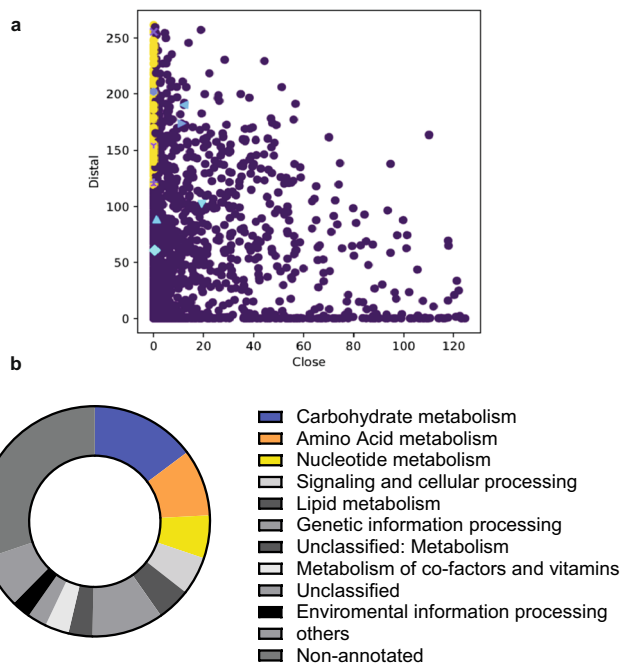 a
250
200
150
100
50
0
Distal
0 20 40 60 80 100 120
Close
b
Carbohydrate metabolism
Amino Acid metabolism
Nucleotide metabolism
Signaling and cellular processing
Lipid metabolism
Genetic information processing
Unclassified: Metabolism
Metabolism of co-factors and vitamins
Unclassified
Enviromental information processing
others
Non-annotated